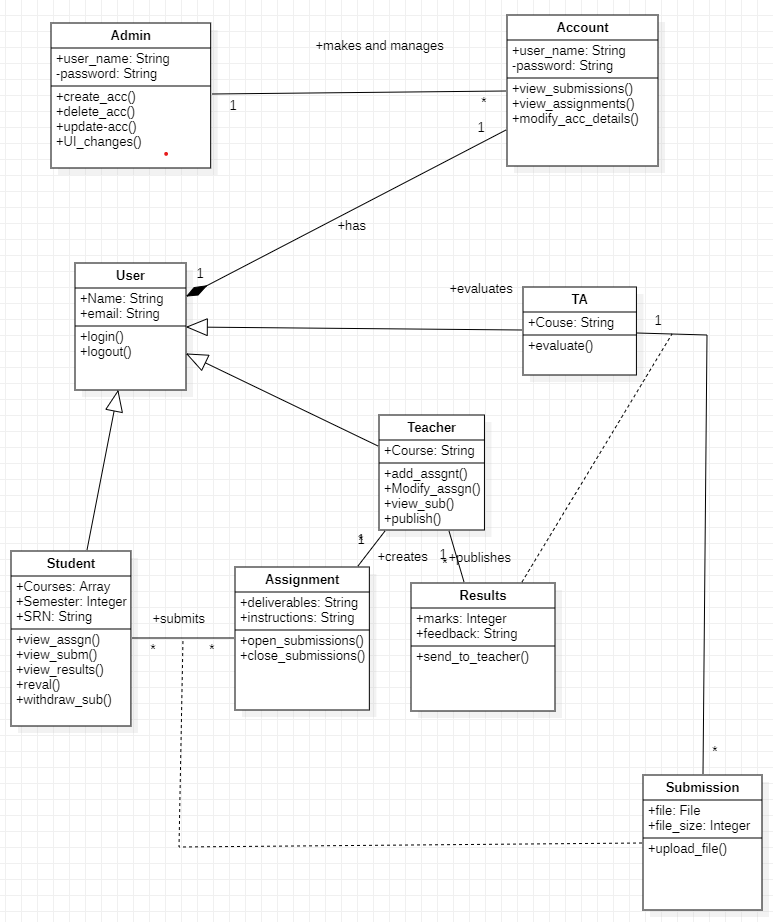 Admin
+user_name: String
-password: String
+create_acc()
+delete_acc()
+update-acc()
+UI_changes()
+makes and manages
1
*
Account
+user_name: String
-password: String
+view_submissions()
+view_assignments()
+modify_acc_details()
1
+has
1
User
+Name: String
+email: String
+login()
+logout()
+evaluates
TA
+Couse: String
+evaluate()
1
Teacher
+Course: String
+add_assgnt()
+Modify_assgn()
+view_sub()
+publish()
1
*
+creates
1
*
+publishes
Student
+Courses: Array
+Semester: Integer
+SRN: String
+view_assgn()
+view_subm()
+view_results()
+reval()
+withdraw_sub()
+submits
*
*
Assignment
+deliverables: String
+instructions: String
+open_submissions()
+close_submissions()
Results
+marks: Integer
+feedback: String
+send_to_teacher()
*
Submission
+file: File
+file_size: Integer
+upload_file()